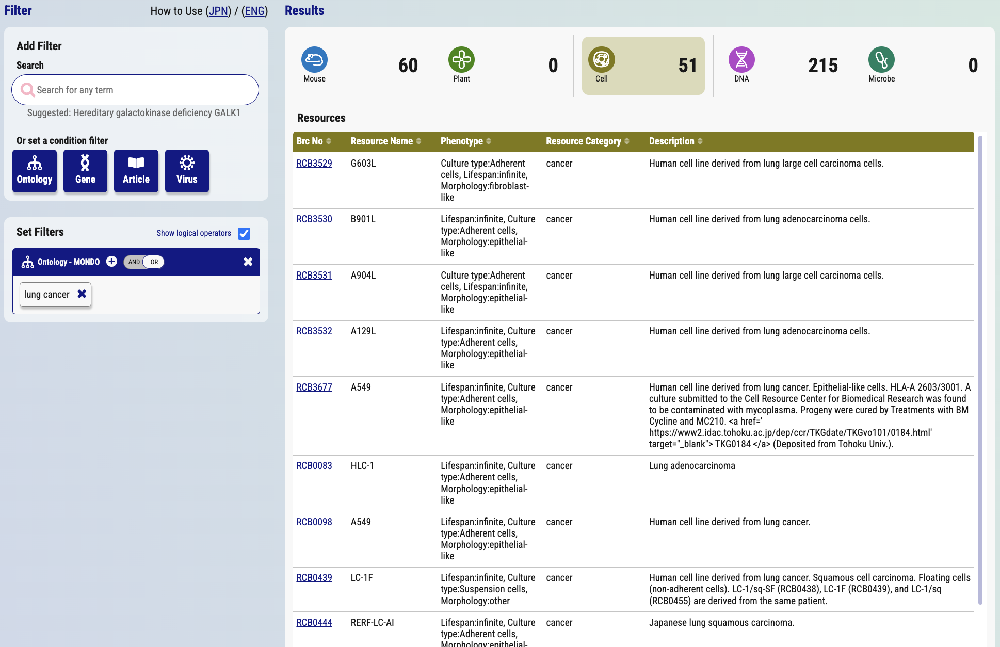 Filter
How to Use (JPN) / (ENG)
Add Filter
Search
Search for any term
Suggested: Hereditary galactokinase deficiency GALK1
Or set a condition filter
Ontology
Gene
Article
Virus
Set Filters
Show logical operators
Ontology - MONDO
AND
OR
lung cancer
Results
Mouse
60
Plant
0
Cell
51
DNA
215
Microbe
0
Resources
Brc No
Resource Name
Phenotype
Resource Category
Description
RCB3529
G603L
Culture type:Adherent
cells, Lifespan:infinite,
Morphology:fibroblast-
like
cancer
Human cell line derived from lung large cell carcinoma cells.
RCB3530
B901L
Lifespan:infinite, Culture
type:Adherent cells,
Morphology:epithelial-
like
cancer
Human cell line derived from lung adenocarcinoma cells.
RCB3531
A904L
Culture type:Adherent
cells, Lifespan:infinite,
Morphology:epithelial-
like
cancer
Human cell line derived from lung large cell carcinoma cells.
RCB3532
A129L
Lifespan:infinite, Culture
type:Adherent cells,
Morphology:epithelial-
like
cancer
Human cell line derived from lung adenocarcinoma cells.
RCB3677
A549
Lifespan:infinite, Culture
type:Adherent cells,
Morphology:epithelial-
like
cancer
Human cell line derived from lung cancer. Epithelial-like cells. HLA-A 2603/3001. A
culture submitted to the Cell Resource Center for Biomedical Research was found
to be contaminated with mycoplasma. Progeny were cured by Treatments with BM
Cycline and MC210. <a href='
https://www2.idac.tohoku.ac.jp/dep/ccr/TKGdate/TKGvo101/0184.html'
target="_blank"> TKG0184 </a> (Deposited from Tohoku Univ.).
RCB0083
HLC-1
Lifespan:infinite, Culture
type:Adherent cells,
Morphology:epithelial-
like
cancer
Lung adenocarcinoma
RCB0098
A549
Lifespan:infinite, Culture
type:Adherent cells,
Morphology:epithelial-
like
cancer
Human cell line derived from lung cancer.
RCB0439
LC-1F
Lifespan:infinite, Culture
type:Suspension cells,
Morphology:other
cancer
Human cell line derived from lung cancer. Squamous cell carcinoma. Floating cells
(non-adherent cells). LC-1/sq-SF (RCB0438), LC-1F (RCB0439), and LC-1/sq
(RCB0455) are derived from the same patient.
RCB0444
RERF-LC-AI
Lifespan:infinite, Culture
type:Adherent cells,
Morphology:epithelial-
cancer
Japanese lung squamous carcinoma.